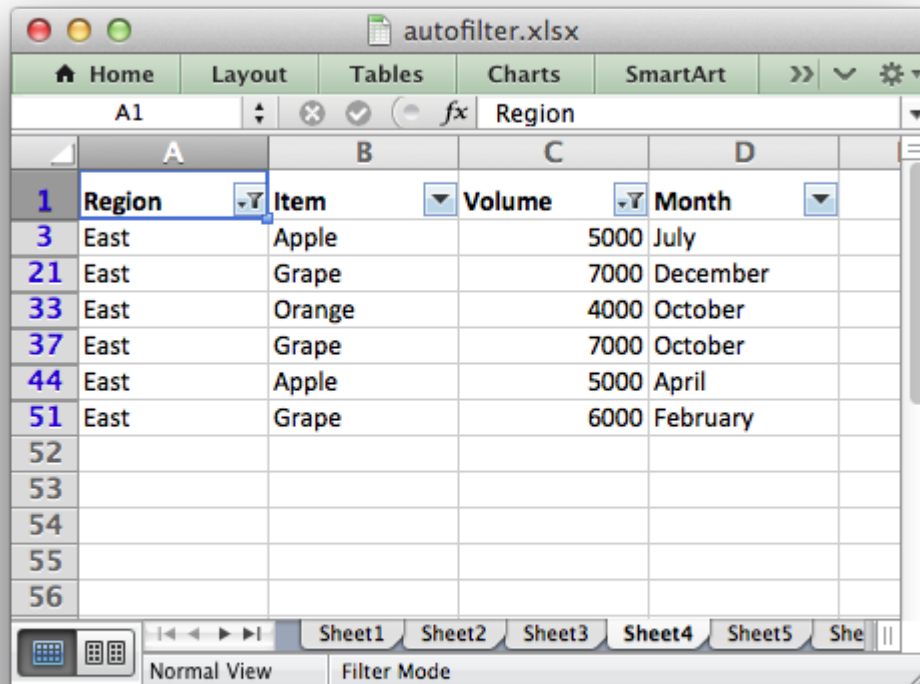 autofilter.xlsx
Home Layout Tables Charts SmartArt
A1 fx Region
A B C D
1 Region Item Volume Month
3 East Apple 5000 July
21 East Grape 7000 December
33 East Orange 4000 October
37 East Grape 7000 October
44 East Apple 5000 April
51 East Grape 6000 February
52
53
54
55
56
Sheet1 Sheet2 Sheet3 Sheet4 Sheet5 She
Normal View Filter Mode